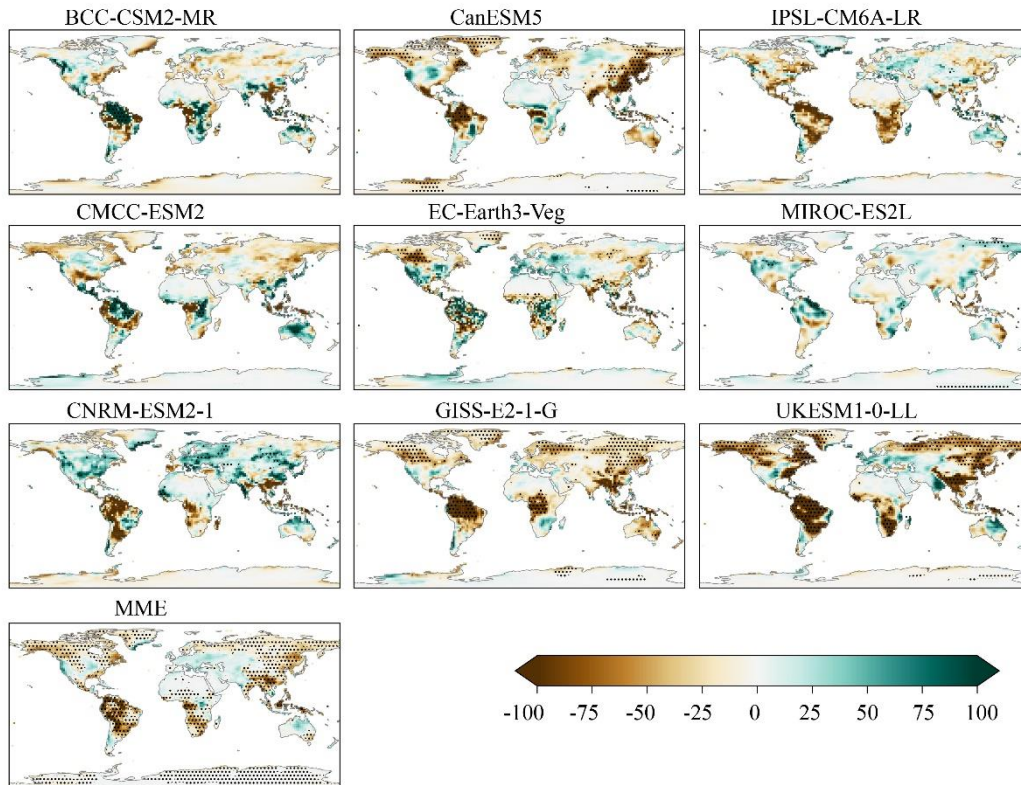 BCC-CSM2-MR CanESM5 IPSL-CM6A-LR
CMCC-ESM2 EC-Earth3-Veg MIROC-ES2L
CNRM-ESM2-1 GISS-E2-1-G UKESM1-0-LL
MME
-100 -75 -50 -25 0 25 50 75 100